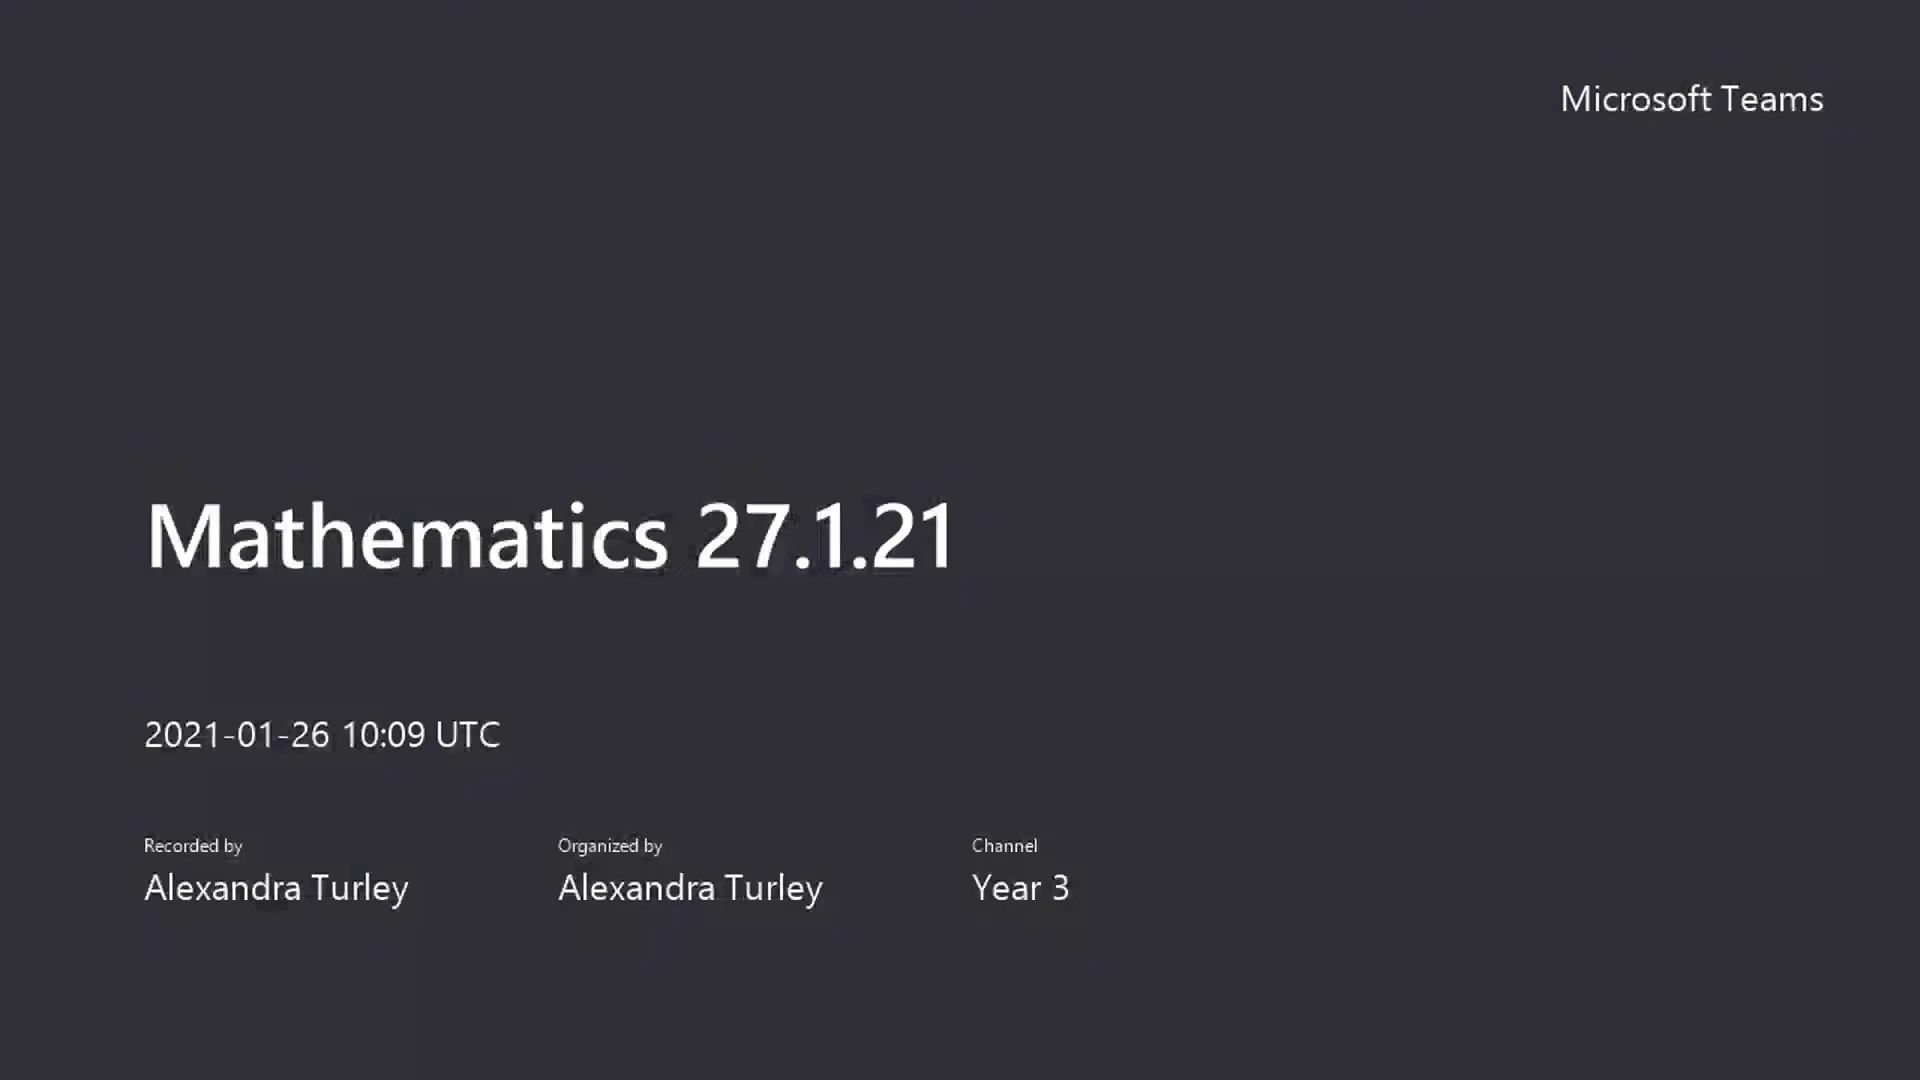 Microsoft Teams
Mathematics 27.1.21
2021-01-26 10:09 UTC
Recorded by
Alexandra Turley
Organized by
Alexandra Turley
Channel
Year 3